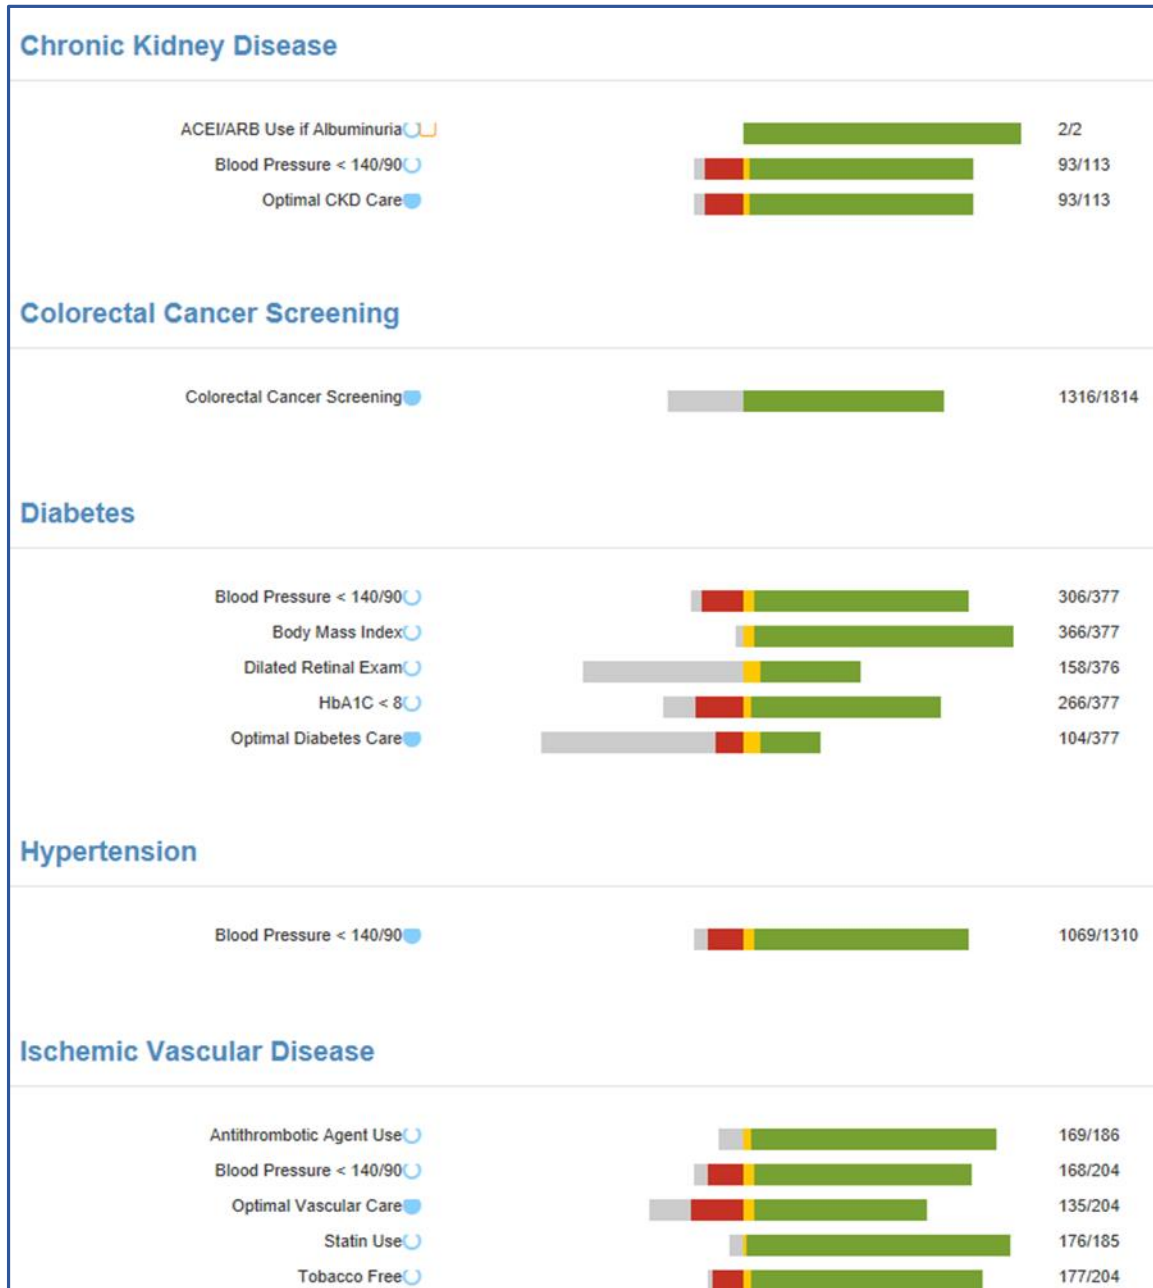 Chronic Kidney Disease
ACEI/ARB Use if Albuminuria 2/2
Blood Pressure < 140/90 93/113
Optimal CKD Care 93/113
Colorectal Cancer Screening
Colorectal Cancer Screening 1316/1814
Diabetes
Blood Pressure < 140/90 306/377
Body Mass Index 366/377
Dilated Retinal Exam 158/376
HbA1C < 8 266/377
Optimal Diabetes Care 104/377
Hypertension
Blood Pressure < 140/90 1069/1310
Ischemic Vascular Disease
Antithrombotic Agent Use 169/186
Blood Pressure < 140/90 168/204
Optimal Vascular Care 135/204
Statin Use 176/185
Tobacco Free 177/204